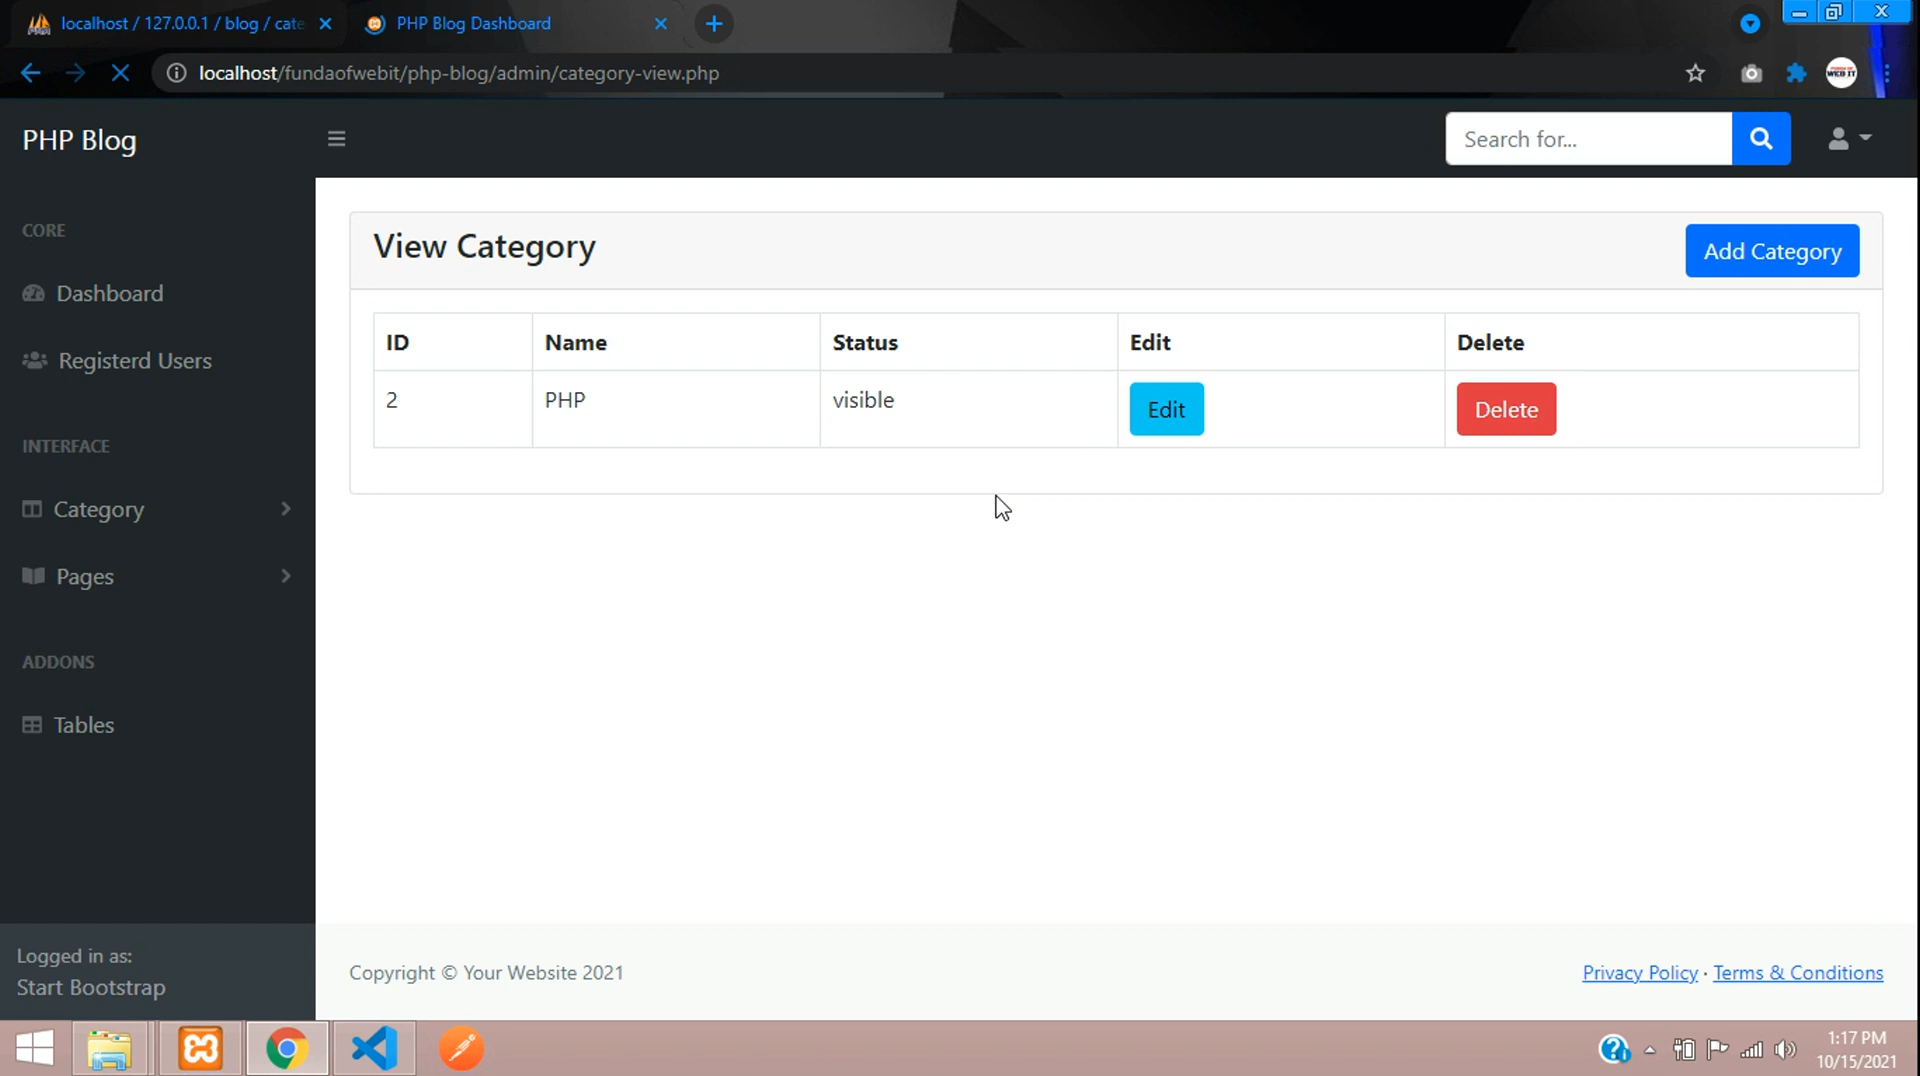 localhost / 127.0.0.1 / blog / cate
PHP Blog Dashboard
localhost/fundaofwebit/php-blog/admin/category-view.php
WEB IT
PHP Blog
Search for...
CORE
Dashboard
Registerd Users
INTERFACE
Category
Pages
ADDONS
Tables
Logged in as:
Start Bootstrap
View Category
Add Category
ID Name Status Edit Delete
2 PHP visible Edit Delete
Copyright © Your Website 2021
Privacy Policy · Terms & Conditions
1:17 PM
10/15/2021